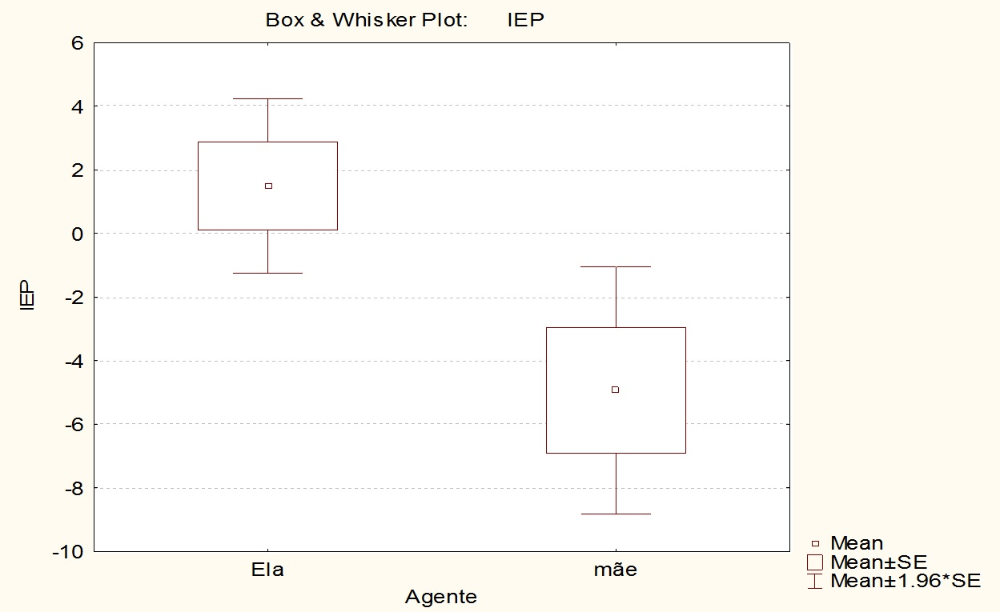 Box & Whisker Plot: IEP
6
4
2
0
-2
-4
-6
-8
-10
IEP
Ela mãe
Agente
Mean
Mean±SE
Mean±1.96*SE